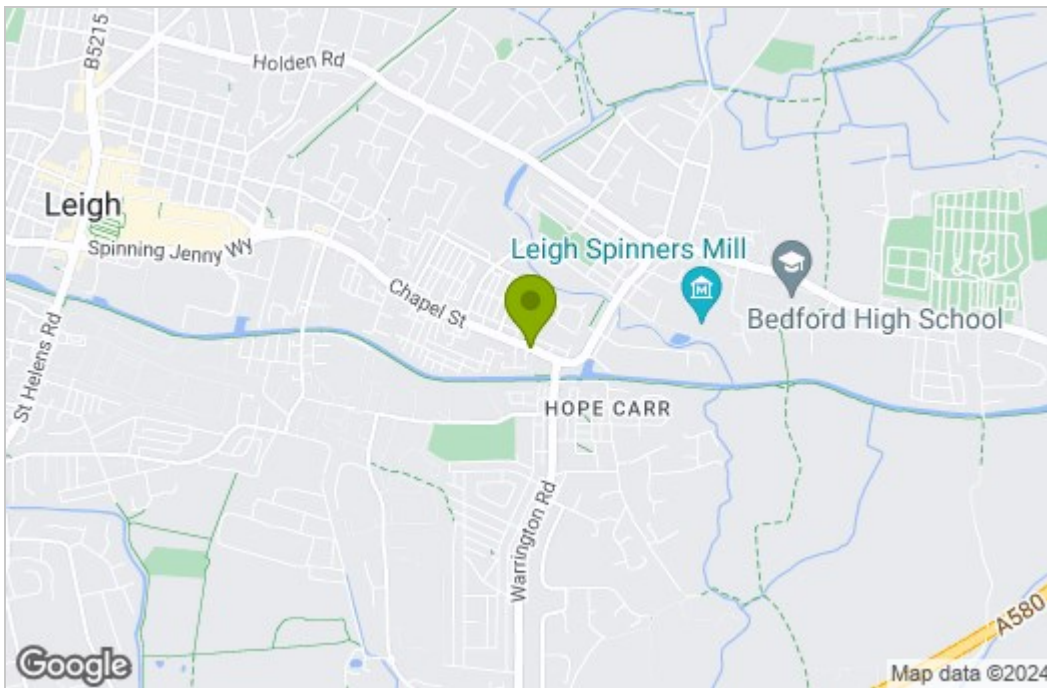 B5215
Holden Rd
Leigh
Spinning Jenny Wy
Leigh Spinners Mill
M
Chapel St
Bedford High School
St Helens Rd
HOPE CARR
Warrington Rd
A580
Google
Map data ©2024